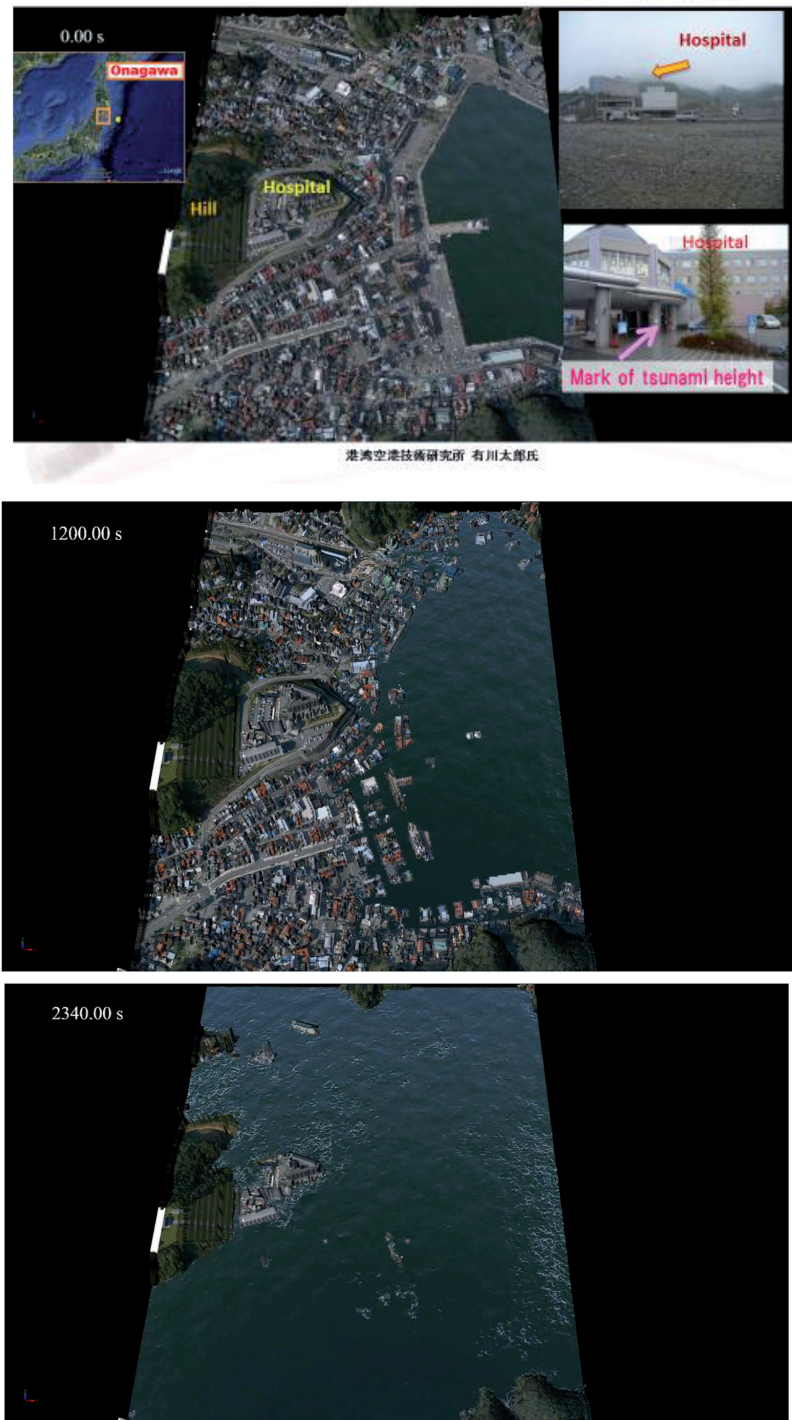 0.00 s
Onagawa
Hospital
Hill
Hospital
Hospital
Mark of tsunami height
港湾空港技術研究所 有川太郎氏
1200.00 s
2340.00 s